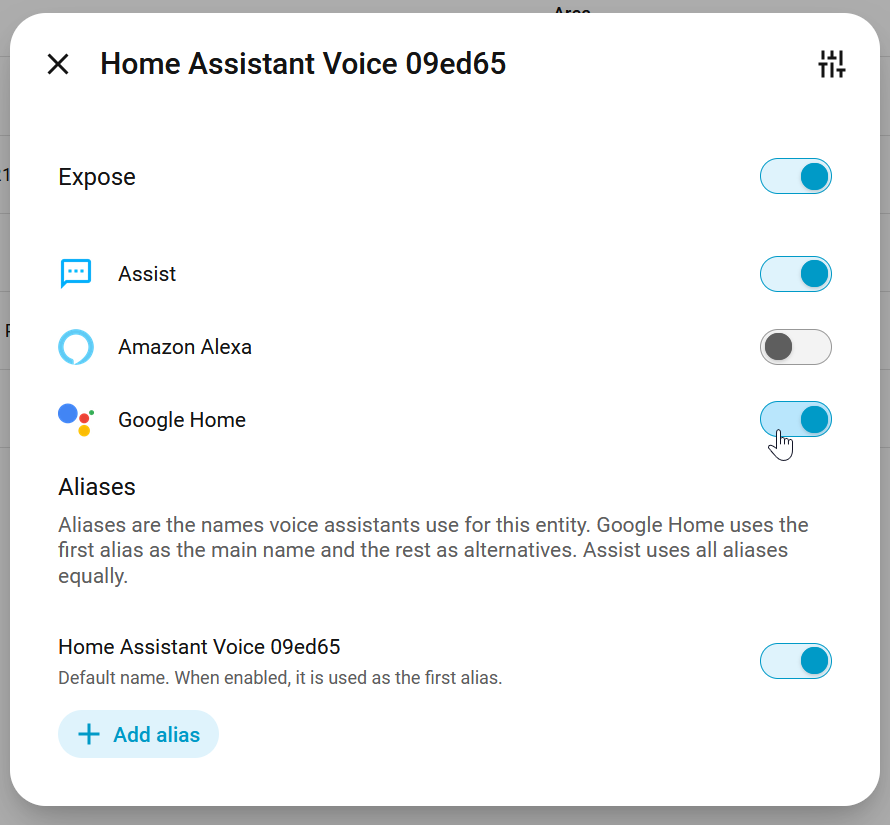 Home Assistant Voice 09ed65
Expose
Assist
Amazon Alexa
Google Home
Aliases
Aliases are the names voice assistants use for this entity. Google Home uses the
first alias as the main name and the rest as alternatives. Assist uses all aliases
equally.
Home Assistant Voice 09ed65
Default name. When enabled, it is used as the first alias.
Add alias